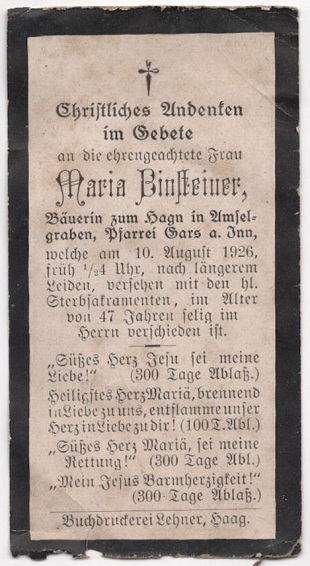 Christliches Andenken
im Gebete
an die ehrengeachtete Frau
Maria Binsteiner,
Bäuerin zum Hagn in Amsel-
graben, Pfarrei Gars a. Inn,
welche am 10. August 1926,
früh 1/24 Uhr, nach längerem
Leiden, versehen mit den hl.
Sterbsakramenten, im Alter
von 47 Jahren selig im
Herrn verschieden ist.
„Süßes Herz Jesu sei meine
Liebe!" (300 Tage Ablaß.)
Heiligstes Herz Mariä, brennend
in Liebe zu uns, entflamme unser
Herz in Liebe zu dir! (100 T. Abl.)
„Süßes Herz Mariä, sei meine
Rettung!" (300 Tage Abl.)
„Mein Jesus Barmherzigkeit!"
(300 Tage Ablaß.)
Buchdruckerei Lehner, Haag.